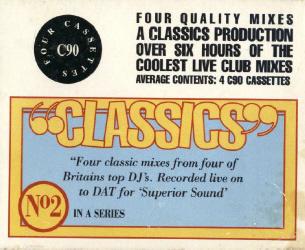 FOUR CASSETTES
C90
FOUR QUALITY MIXES
A CLASSICS PRODUCTION
OVER SIX HOURS OF THE
COOLEST LIVE CLUB MIXES
AVERAGE CONTENTS: 4 C90 CASSETTES
“CLASSICS”
“Four classic mixes from four of
Britains top DJ's. Recorded live on
to DAT for ‘Superior Sound’
Nº2
IN A SERIES